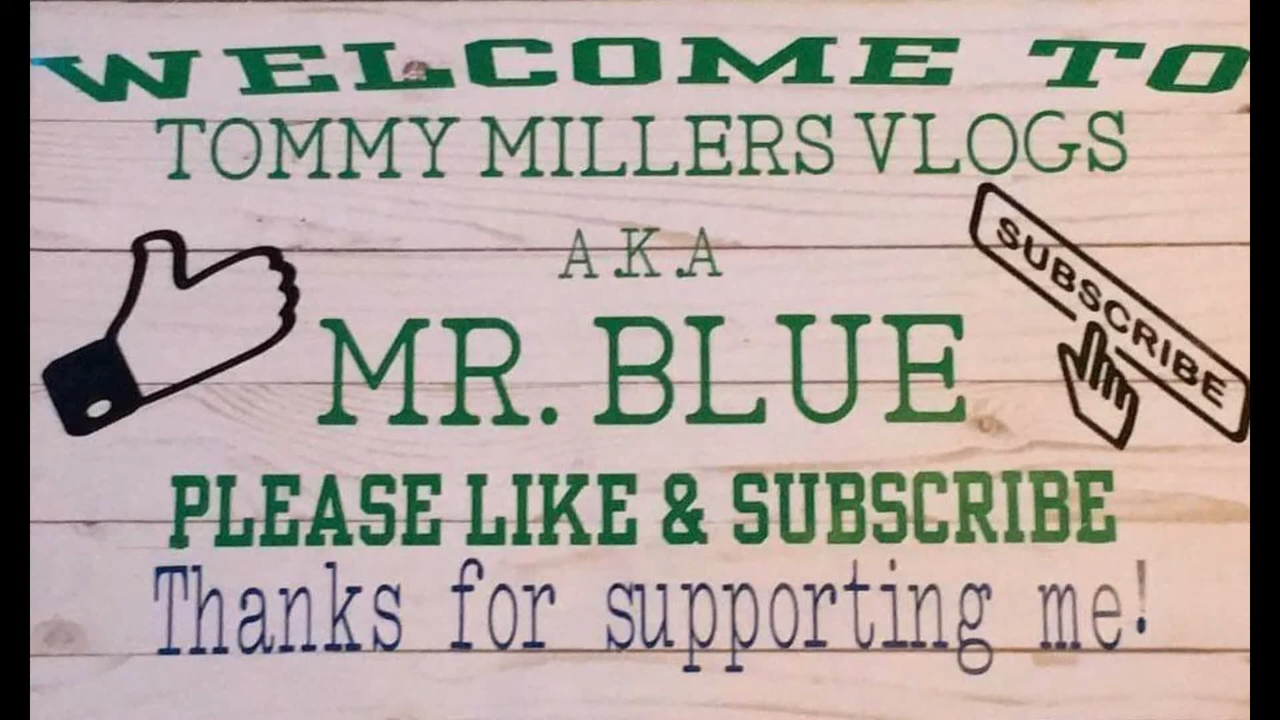 WELCOME TO
TOMMY MILLERS VLOGS
A.K.A
MR. BLUE
SUBSCRIBE
PLEASE LIKE & SUBSCRIBE
Thanks for supporting me!